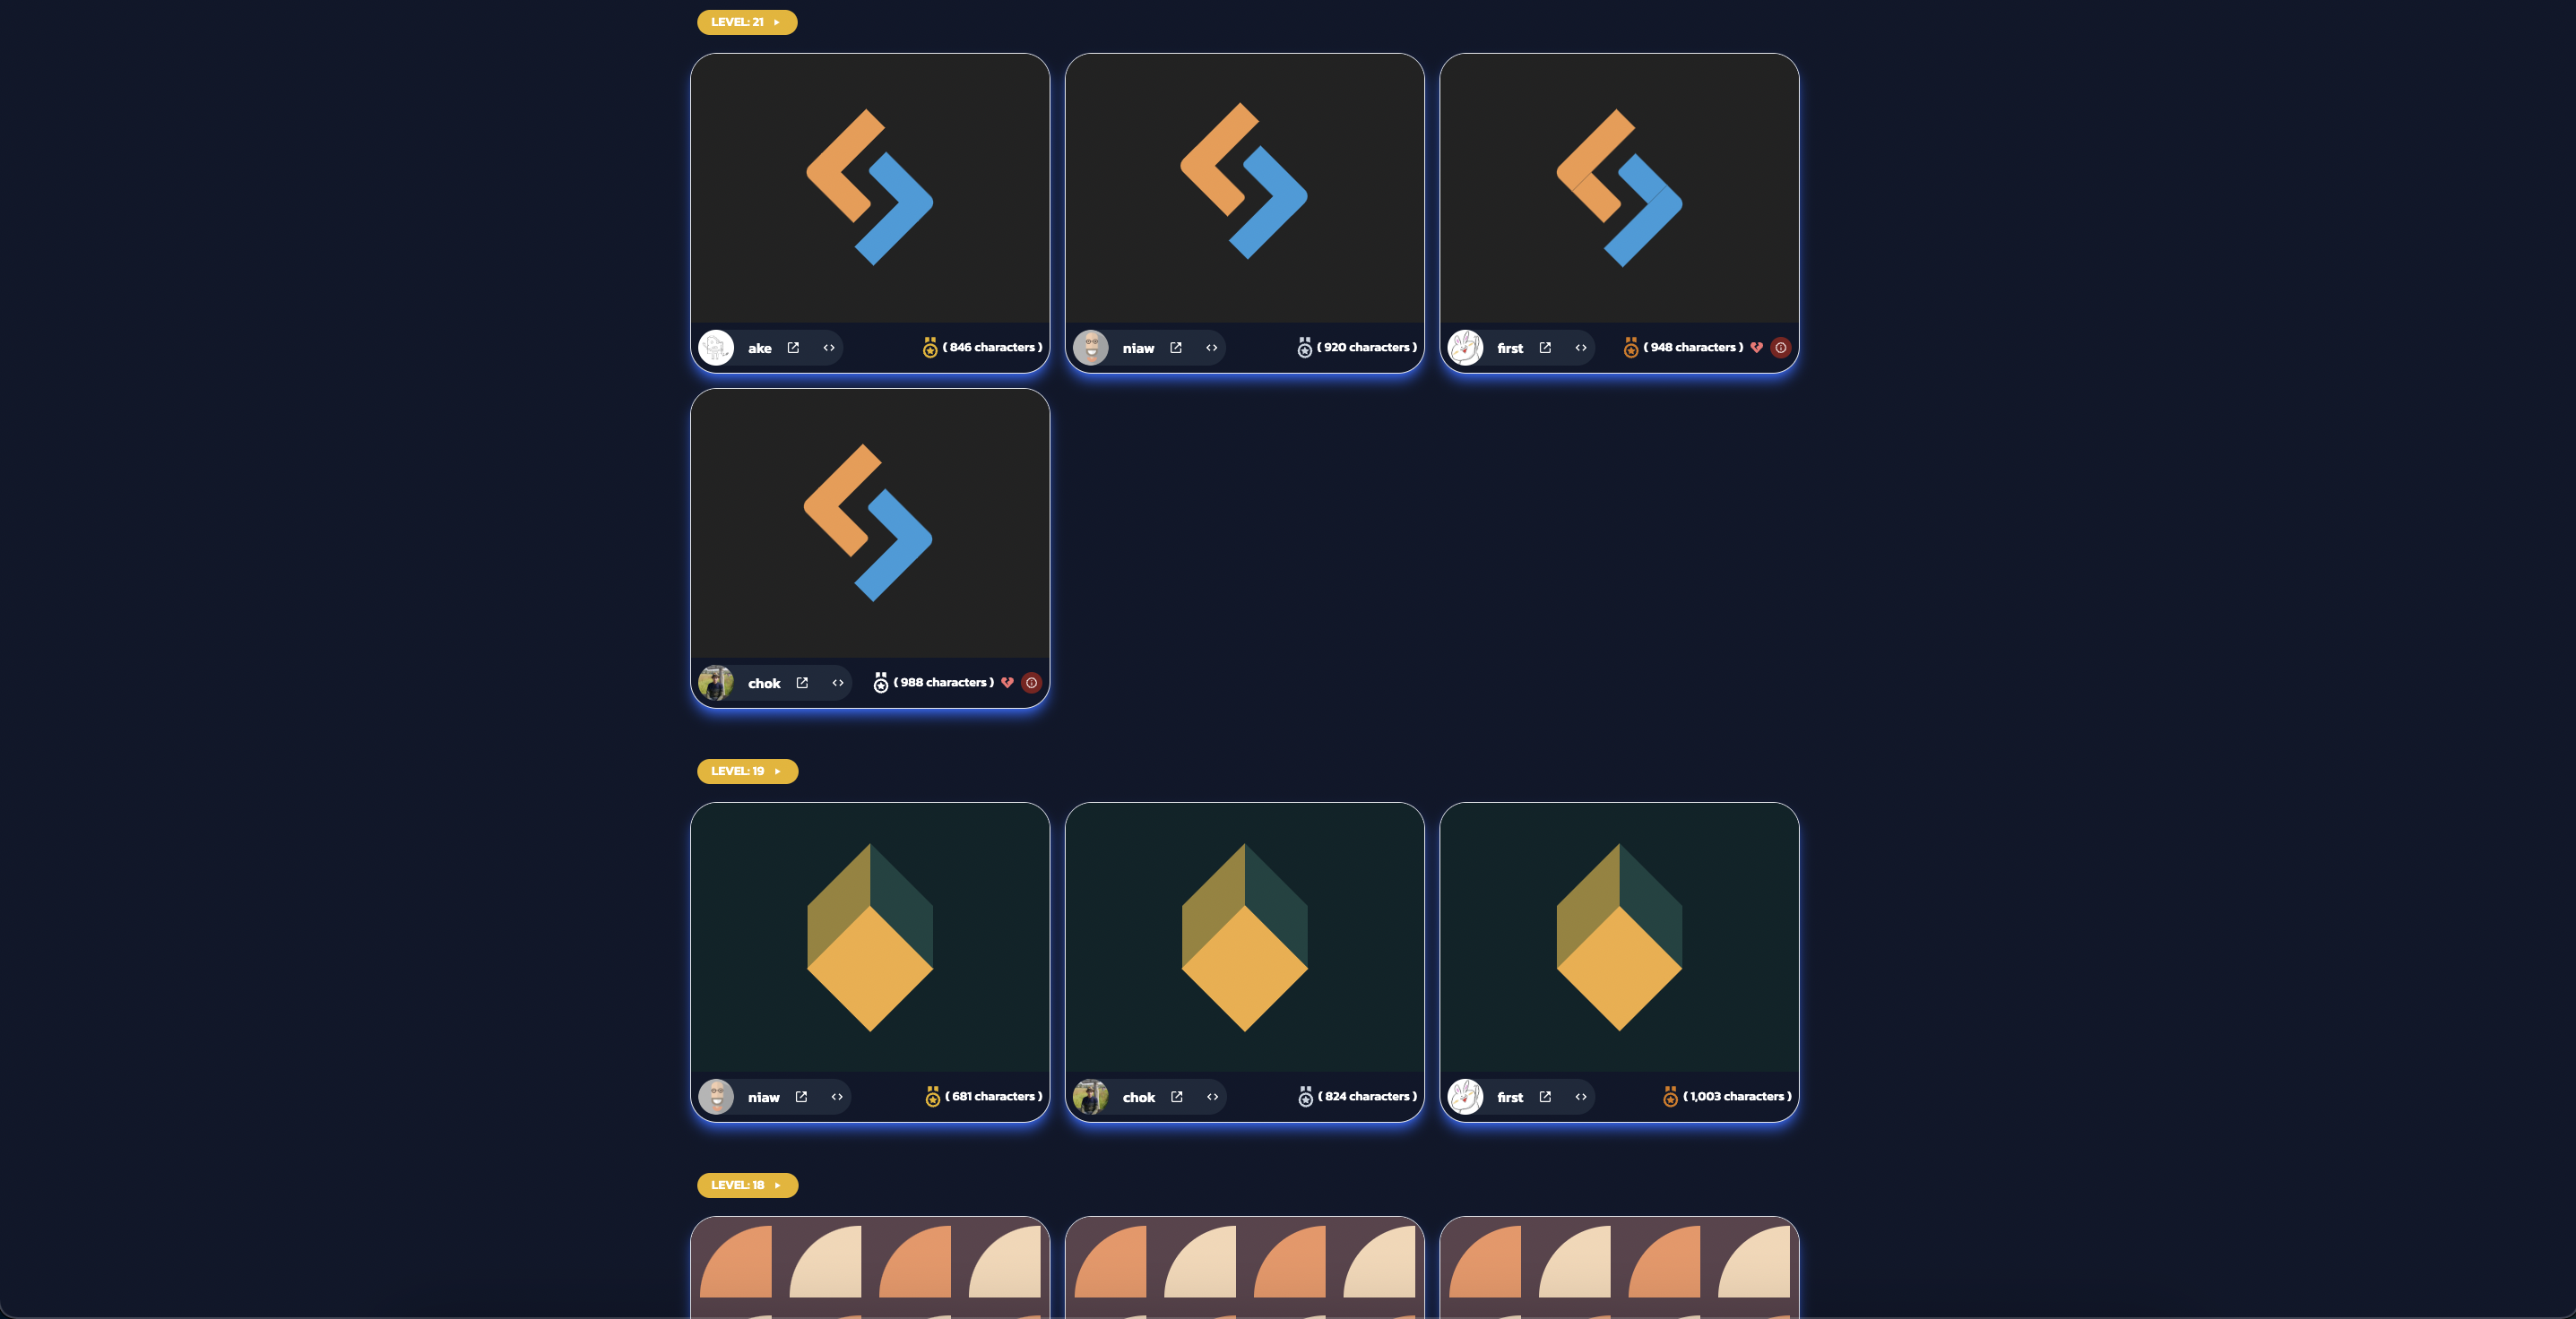 LEVEL: 21
ake ( 846 characters )
niaw ( 920 characters )
first ( 948 characters )
chok ( 988 characters )
LEVEL: 19
niaw ( 681 characters )
chok ( 824 characters )
first ( 1,003 characters )
LEVEL: 18